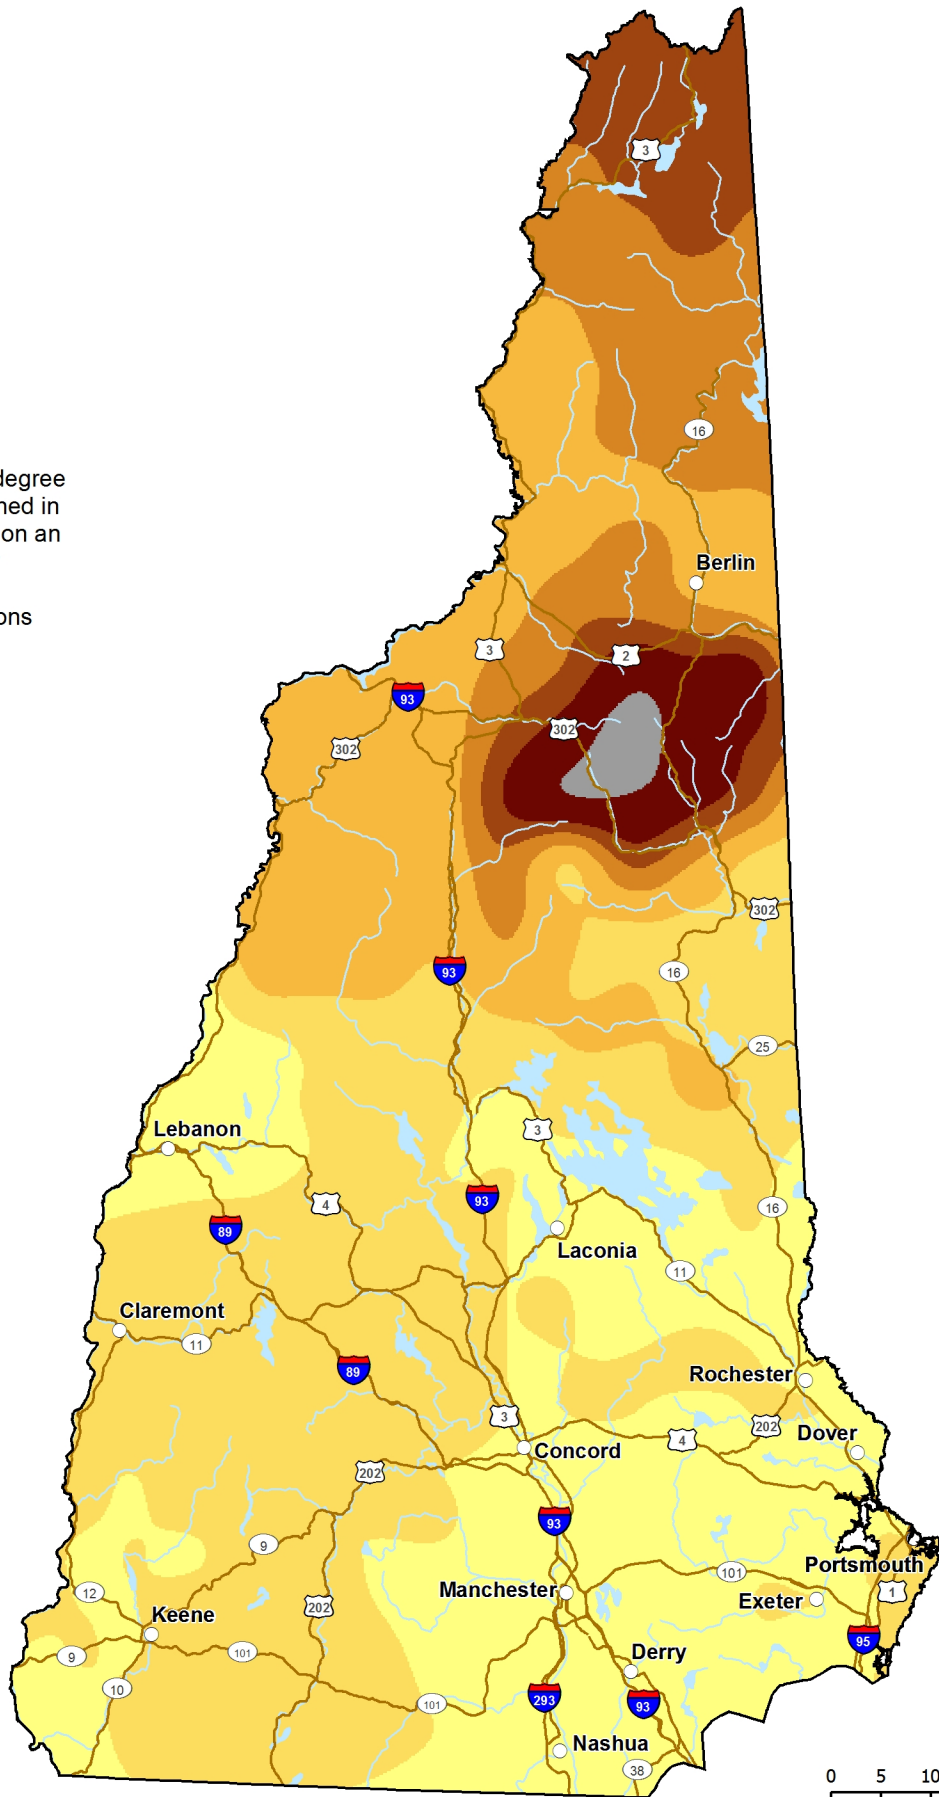 3
16
degree
ned in
on an
Berlin
ons
3
2
93
302
302
302
93
16
25
Lebanon
3
4
93
16
89
Laconia
11
Claremont
11
89
Rochester
3
202
Dover
4
Concord
202
93
9
Portsmouth
101
12
Manchester
1
Exeter
202
Keene
95
101
9
Derry
10
293
93
101
Nashua
38
0 5 10